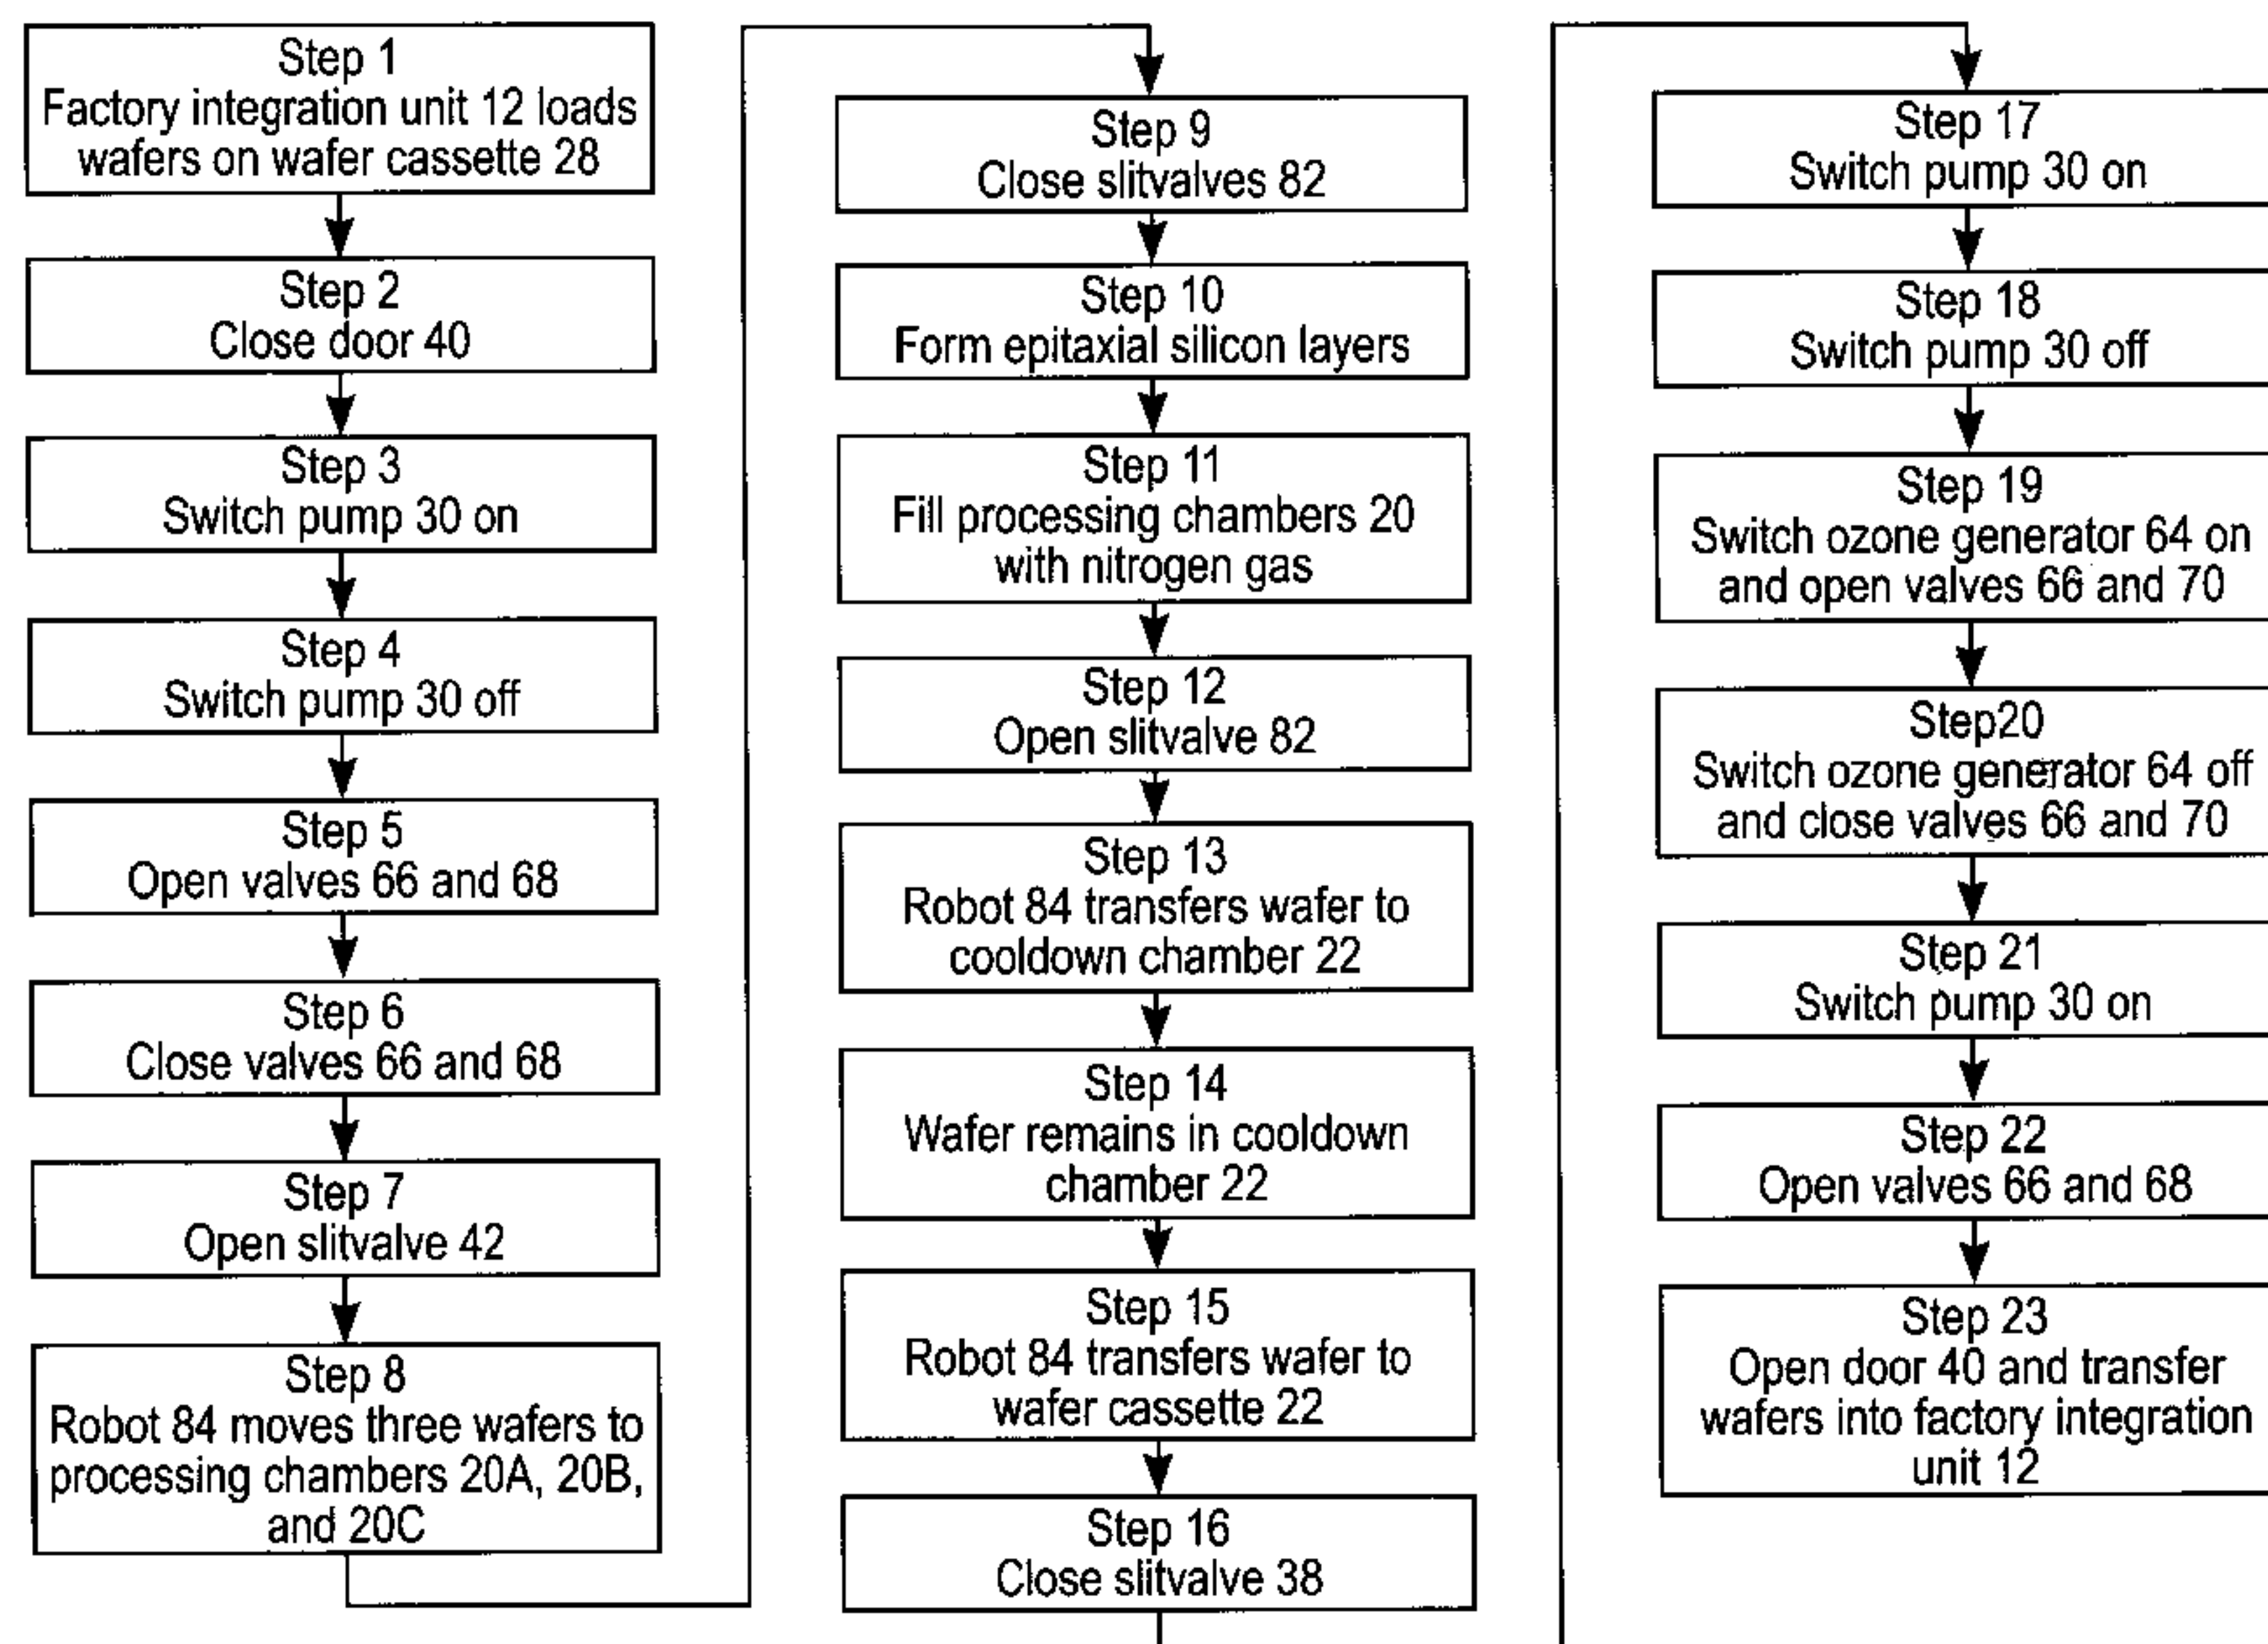 Step 1
Factory integration unit 12 loads
wafers on wafer cassette 28
Step 2
Close door 40
Step 3
Switch pump 30 on
Step 4
Switch pump 30 off
Step 5
Open valves 66 and 68
Step 6
Close valves 66 and 68
Step 7
Open slitvalve 42
Step 8
Robot 84 moves three wafers to
processing chambers 20A, 20B,
and 20C
Step 9
Close slitvalves 82
Step 10
Form epitaxial silicon layers
Step 11
Fill processing chambers 20
with nitrogen gas
Step 12
Open slitvalve 82
Step 13
Robot 84 transfers wafer to
cooldown chamber 22
Step 14
Wafer remains in cooldown
chamber 22
Step 15
Robot 84 transfers wafer to
wafer cassette 22
Step 16
Close slitvalve 38
Step 17
Switch pump 30 on
Step 18
Switch pump 30 off
Step 19
Switch ozone generator 64 on
and open valves 66 and 70
Step20
Switch ozone generator 64 off
and close valves 66 and 70
Step 21
Switch pump 30 on
Step 22
Open valves 66 and 68
Step 23
Open door 40 and transfer
wafers into factory integration
unit 12